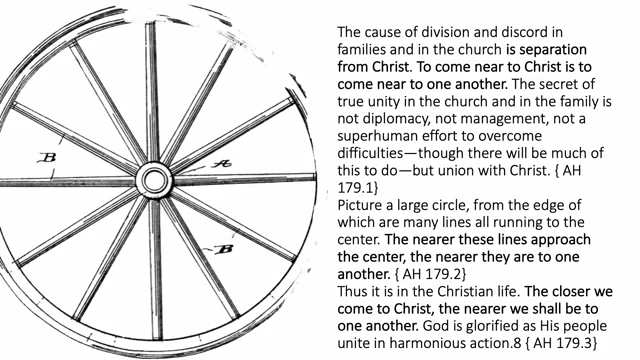 The cause of division and discord in
families and in the church is separation
from Christ. To come near to Christ is to
come near to one another. The secret of
true unity in the church and in the family is
not diplomacy, not management, not a
superhuman effort to overcome
difficulties—though there will be much of
this to do—but union with Christ. { AH
179.1}
Picture a large circle, from the edge of
which are many lines all running to the
center. The nearer these lines approach
the center, the nearer they are to one
another. { AH 179.2}
Thus it is in the Christian life. The closer we
come to Christ, the nearer we shall be to
one another. God is glorified as His people
unite in harmonious action.8 { AH 179.3}
B
A
B